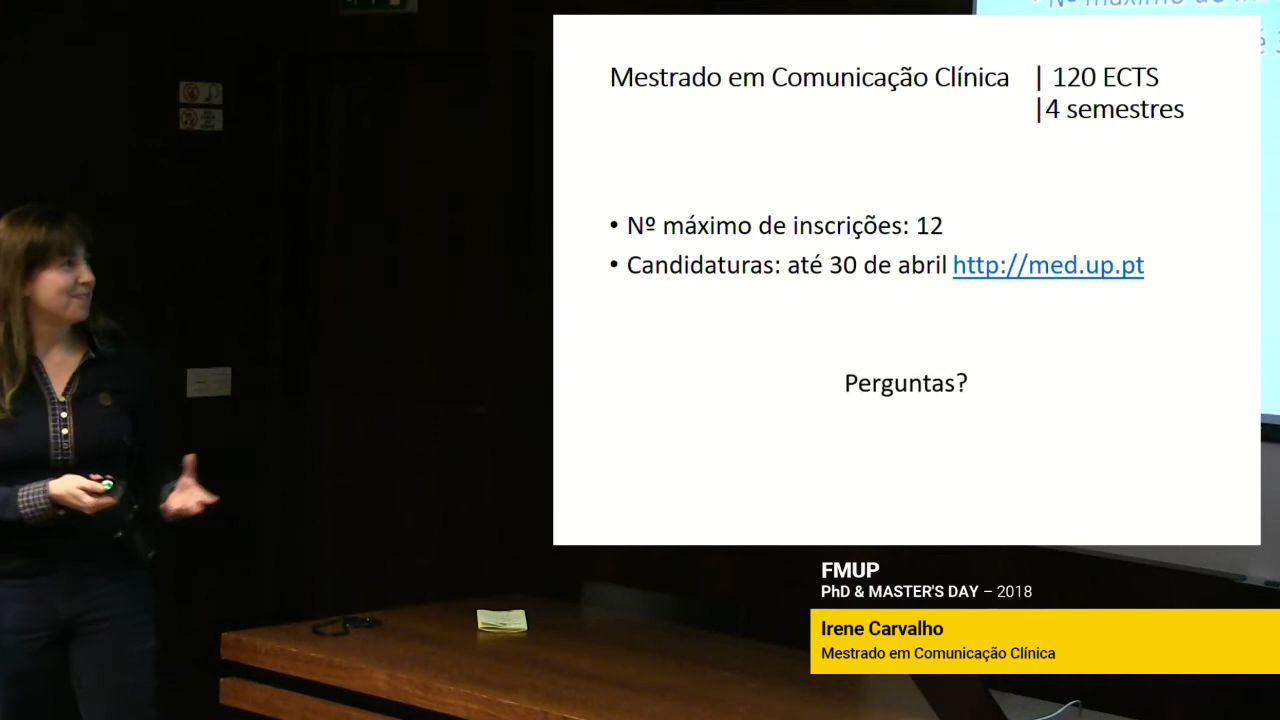 Mestrado em Comunicação Clínica | 120 ECTS
|4 semestres
• Nº máximo de inscrições: 12
• Candidaturas: até 30 de abril http://med.up.pt
Perguntas?
FMUP
PhD & MASTER'S DAY – 2018
Irene Carvalho
Mestrado em Comunicação Clínica